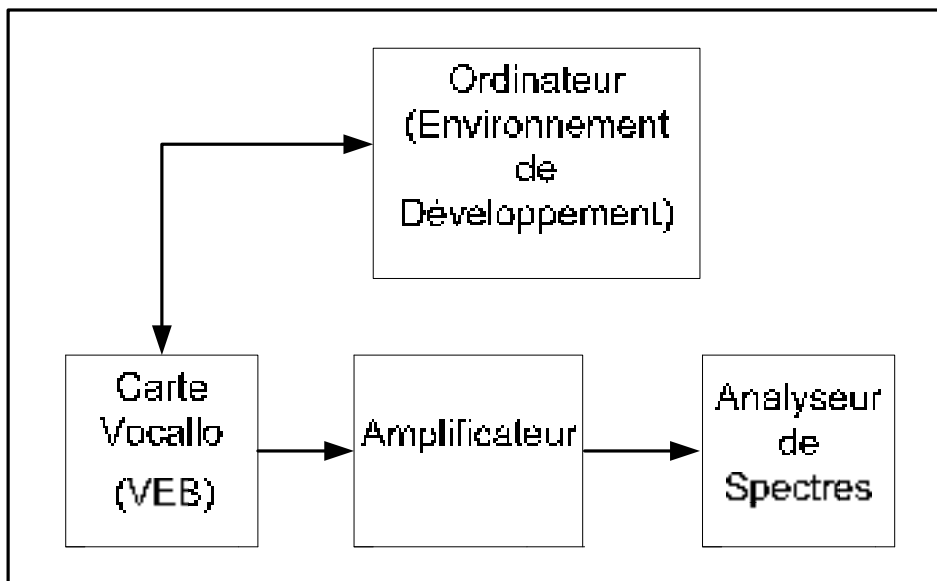 Ordinateur
(Environnement
de
Développement)
Carte
Vocallo
(VEB)
Amplificateur
Analyseur
de
Spectres